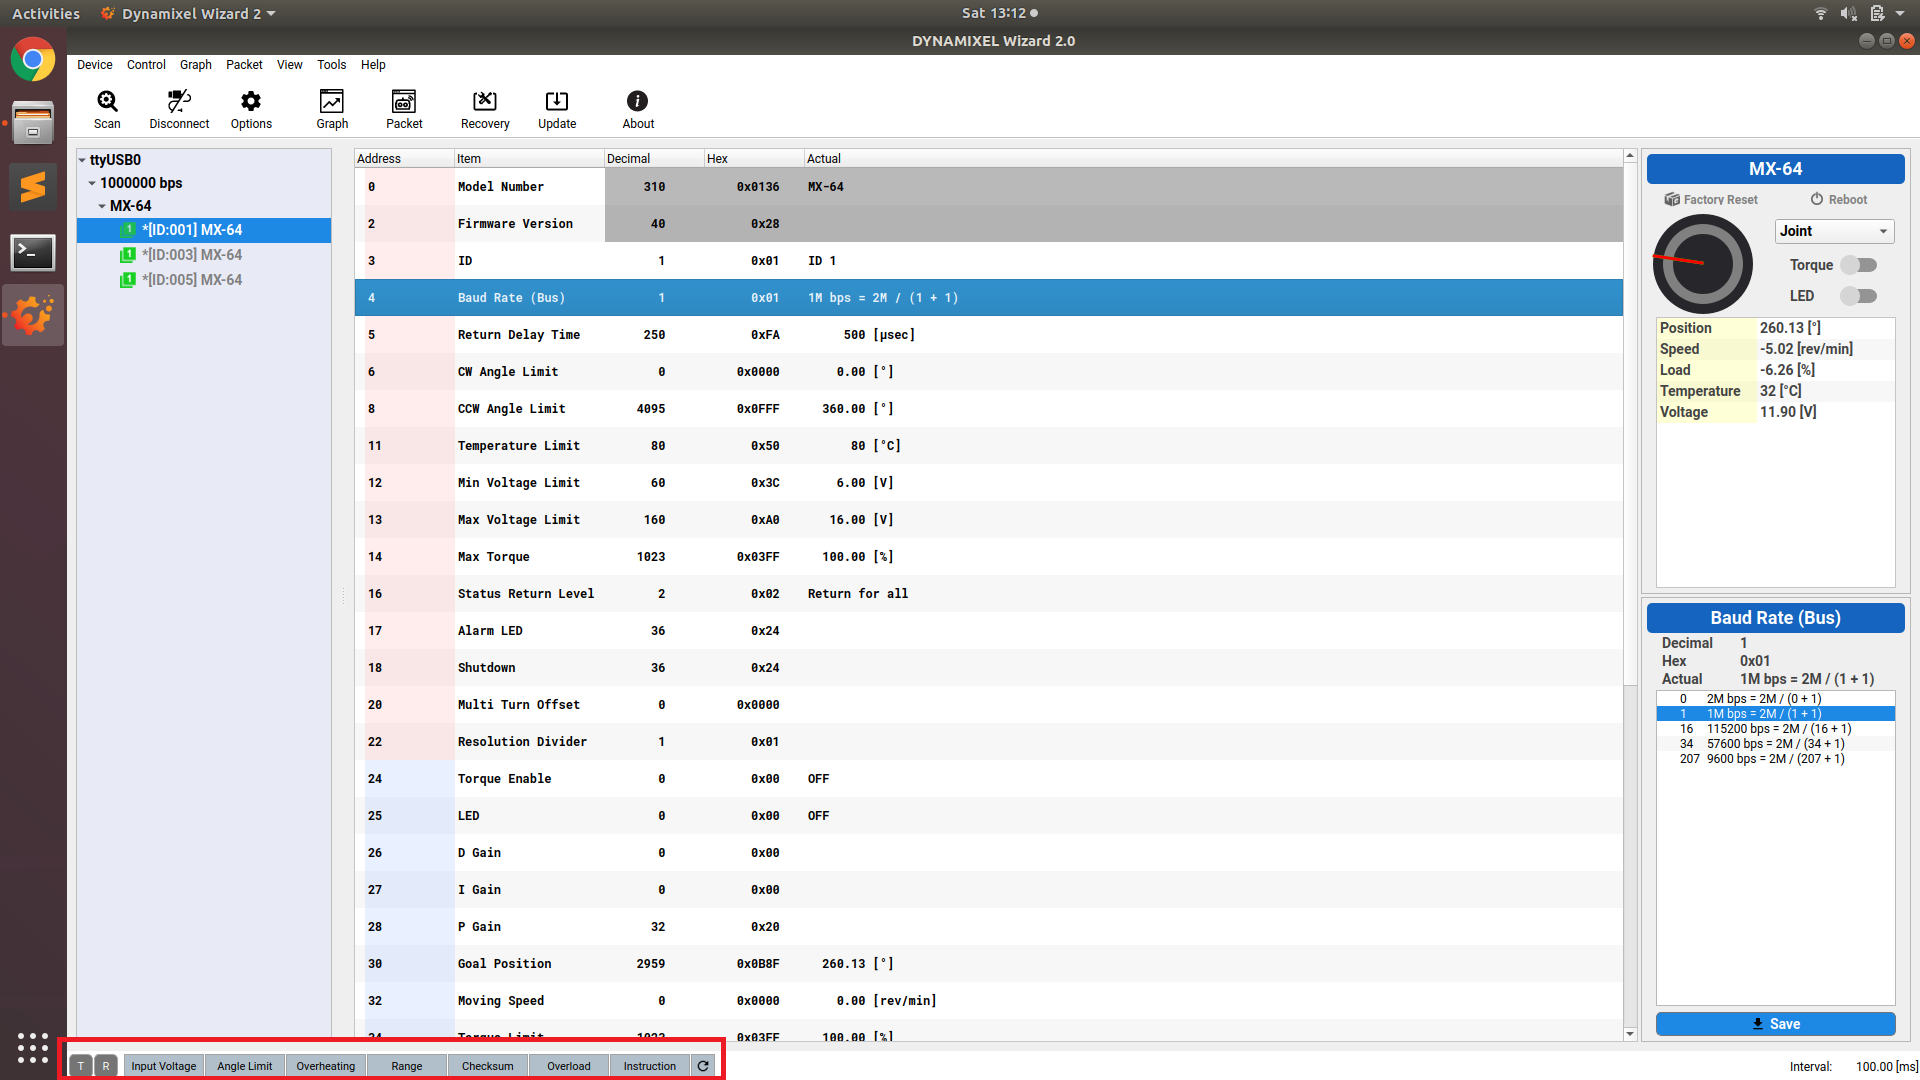 Activities Dynamixel Wizard 2 Sat 13:12
DYNAMIXEL Wizard 2.0
Device Control Graph Packet View Tools Help
Scan Disconnect Options Graph Packet Recovery Update About
ttyUSB0
1000000 bps
MX-64
1 *[ID:001] MX-64
1 *[ID:003] MX-64
1 *[ID:005] MX-64
Address Item Decimal Hex Actual
0 Model Number 310 0x0136 MX-64
2 Firmware Version 40 0x28
3 ID 1 0x01 ID 1
4 Baud Rate (Bus) 1 0x01 1M bps = 2M / (1 + 1)
5 Return Delay Time 250 0xFA 500 [µsec]
6 CW Angle Limit 0 0x0000 0.00 [°]
8 CCW Angle Limit 4095 0x0FFF 360.00 [°]
11 Temperature Limit 80 0x50 80 [°C]
12 Min Voltage Limit 60 0x3C 6.00 [V]
13 Max Voltage Limit 160 0xA0 16.00 [V]
14 Max Torque 1023 0x03FF 100.00 [%]
16 Status Return Level 2 0x02 Return for all
17 Alarm LED 36 0x24
18 Shutdown 36 0x24
20 Multi Turn Offset 0 0x0000
22 Resolution Divider 1 0x01
24 Torque Enable 0 0x00 OFF
25 LED 0 0x00 OFF
26 D Gain 0 0x00
27 I Gain 0 0x00
28 P Gain 32 0x20
30 Goal Position 2959 0x0B8F 260.13 [°]
32 Moving Speed 0 0x0000 0.00 [rev/min]
34 Torque Limit 1023 0x03FF 100.00 [%]
MX-64
Factory Reset Reboot
Joint
Torque
LED
Position 260.13 [°]
Speed -5.02 [rev/min]
Load -6.26 [%]
Temperature 32 [°C]
Voltage 11.90 [V]
Baud Rate (Bus)
Decimal 1
Hex 0x01
Actual 1M bps = 2M / (1 + 1)
0 2M bps = 2M / (0 + 1)
1 1M bps = 2M / (1 + 1)
16 115200 bps = 2M / (16 + 1)
34 57600 bps = 2M / (34 + 1)
207 9600 bps = 2M / (207 + 1)
Save
T R Input Voltage Angle Limit Overheating Range Checksum Overload Instruction
Interval: 100.00 [ms]